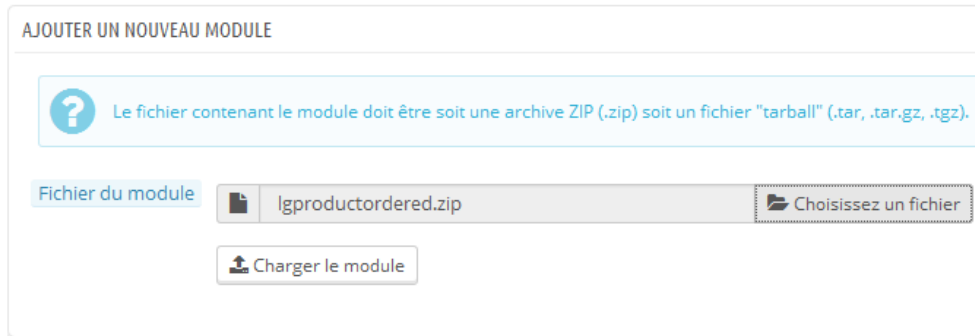 AJOUTER UN NOUVEAU MODULE
?
Le fichier contenant le module doit être soit une archive ZIP (.zip) soit un fichier "tarball" (.tar, .tar.gz, .tgz).
Fichier du module
lgproductordered.zip
Choisissez un fichier
Charger le module